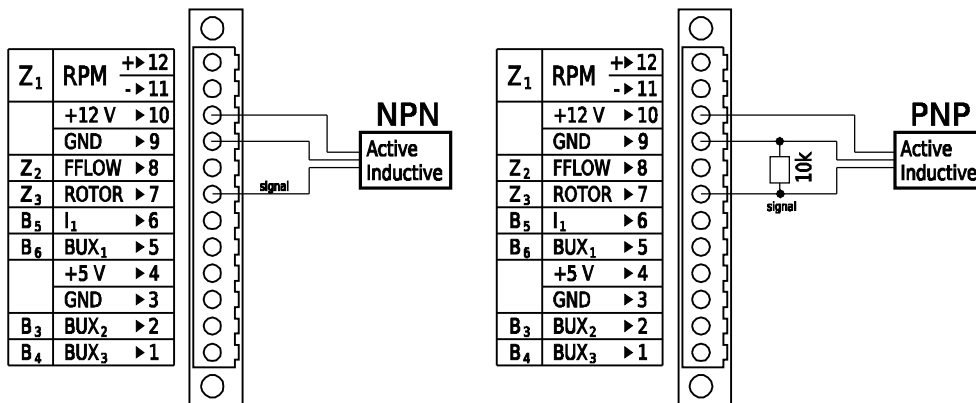 Z1 RPM +▶12
-▶11
+12 V ▶10
GND ▶9
Z2 FFLOW ▶8
Z3 ROTOR ▶7
B5 I1 ▶6
B6 BUX1 ▶5
+5 V ▶4
GND ▶3
B3 BUX2 ▶2
B4 BUX3 ▶1
signal
NPN
Active
Inductive
Z1 RPM +▶12
-▶11
+12 V ▶10
GND ▶9
Z2 FFLOW ▶8
Z3 ROTOR ▶7
B5 I1 ▶6
B6 BUX1 ▶5
+5 V ▶4
GND ▶3
B3 BUX2 ▶2
B4 BUX3 ▶1
10k
signal
PNP
Active
Inductive